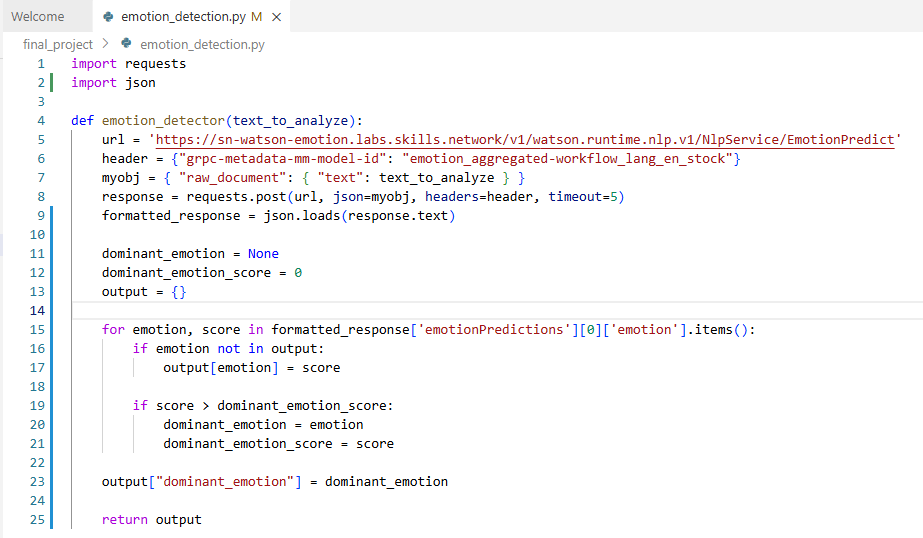 Welcome emotion_detection.py M ×
final_project > emotion_detection.py
1 import requests
2 import json
3
4 def emotion_detector(text_to_analyze):
5     url = 'https://sn-watson-emotion.labs.skills.network/v1/watson.runtime.nlp.v1/NlpService/EmotionPredict'
6     header = {"grpc-metadata-mm-model-id": "emotion_aggregated-workflow_lang_en_stock"}
7     myobj = { "raw_document": { "text": text_to_analyze } }
8     response = requests.post(url, json=myobj, headers=header, timeout=5)
9     formatted_response = json.loads(response.text)
10
11     dominant_emotion = None
12     dominant_emotion_score = 0
13     output = {}
14
15     for emotion, score in formatted_response['emotionPredictions'][0]['emotion'].items():
16         if emotion not in output:
17             output[emotion] = score
18
19         if score > dominant_emotion_score:
20             dominant_emotion = emotion
21             dominant_emotion_score = score
22
23     output["dominant_emotion"] = dominant_emotion
24
25     return output